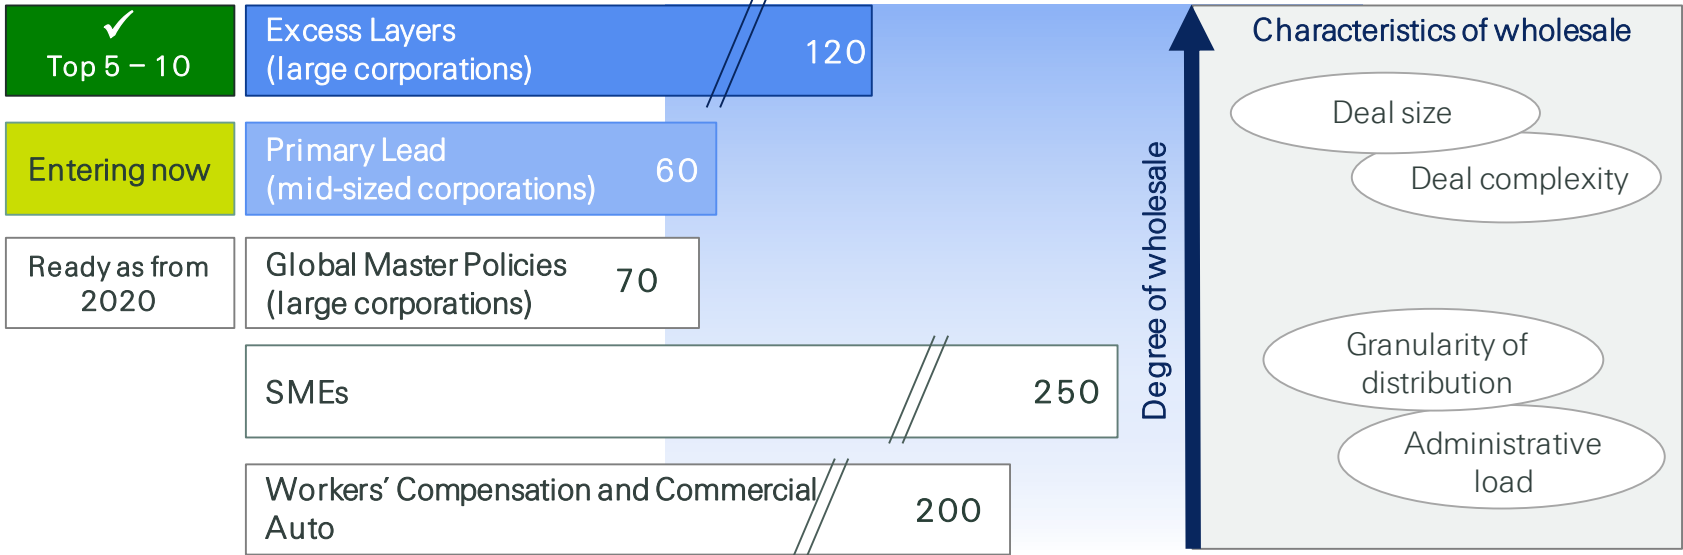 ✓
Top 5 – 10
Excess Layers
(large corporations)
120
Entering now
Primary Lead
(mid-sized corporations)
60
Ready as from
2020
Global Master Policies
(large corporations)
70
SMEs
250
Workers’ Compensation and Commercial
Auto
200
Degree of wholesale
Characteristics of wholesale
Deal size
Deal complexity
Granularity of
distribution
Administrative
load